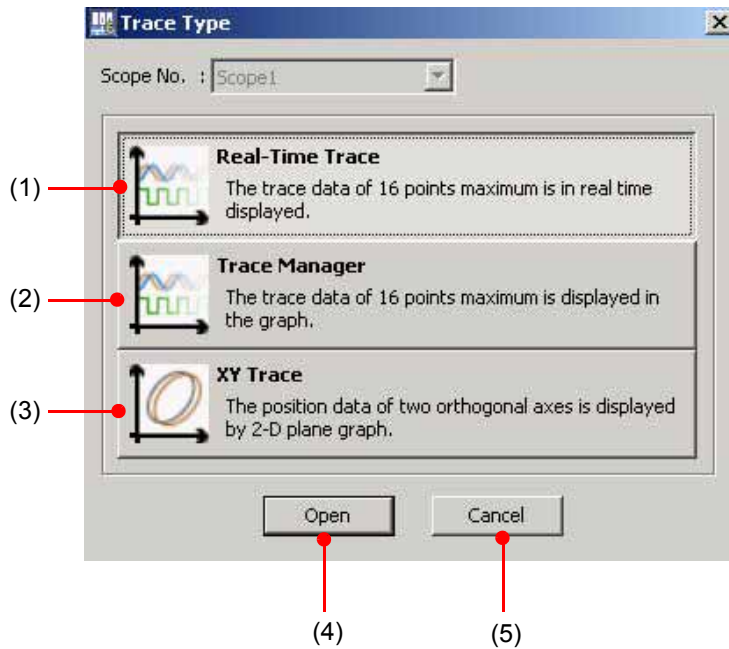 Trace Type
Scope No. : Scope1
(1)
Real-Time Trace
The trace data of 16 points maximum is in real time
displayed.
(2)
Trace Manager
The trace data of 16 points maximum is displayed in
the graph.
(3)
XY Trace
The position data of two orthogonal axes is displayed
by 2-D plane graph.
Open Cancel
(4) (5)